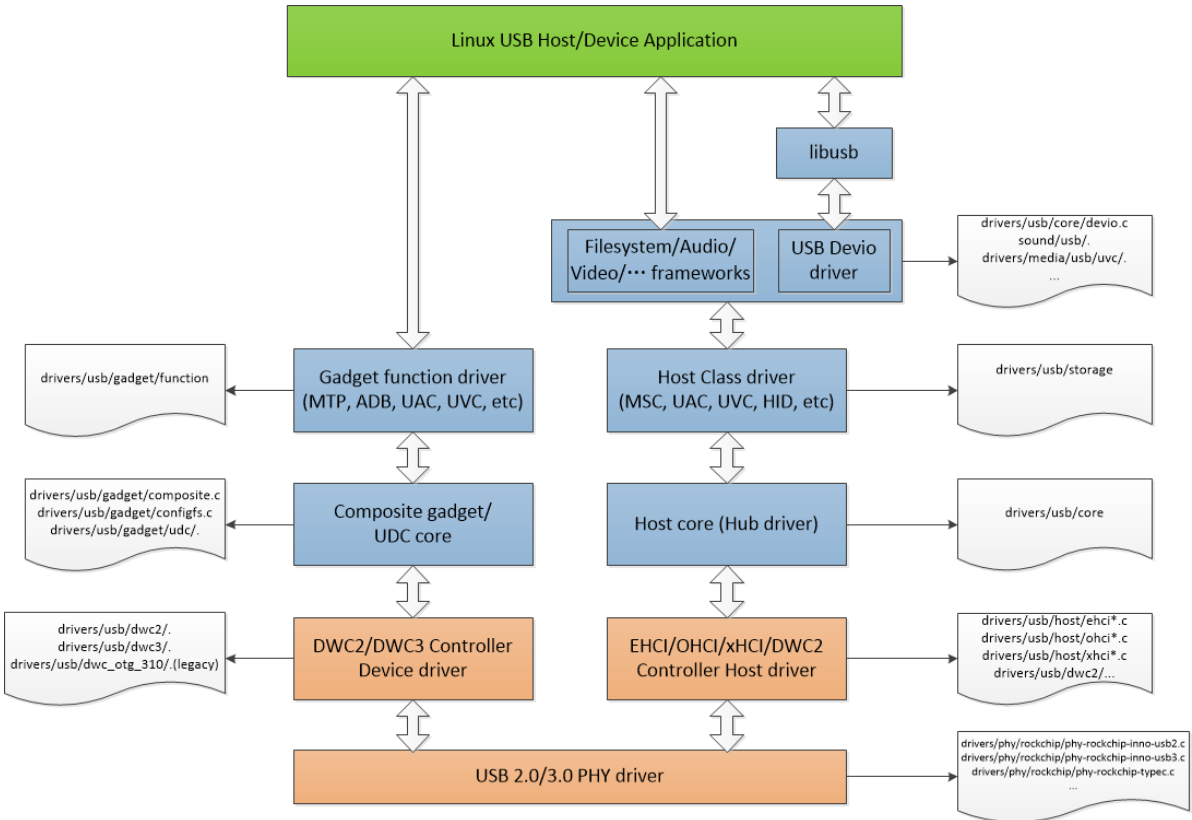 Linux USB Host/Device Application
libusb
Filesystem/Audio/
Video/··· frameworks
USB Devio
driver
drivers/usb/core/devio.c
sound/usb/.
drivers/media/usb/uvc/.
...
drivers/usb/gadget/function
Gadget function driver
(MTP, ADB, UAC, UVC, etc)
Host Class driver
(MSC, UAC, UVC, HID, etc)
drivers/usb/storage
drivers/usb/gadget/composite.c
drivers/usb/gadget/configfs.c
drivers/usb/gadget/udc/.
Composite gadget/
UDC core
Host core (Hub driver)
drivers/usb/core
drivers/usb/dwc2/.
drivers/usb/dwc3/.
drivers/usb/dwc_otg_310/.(legacy)
DWC2/DWC3 Controller
Device driver
EHCI/OHCI/xHCI/DWC2
Controller Host driver
drivers/usb/host/ehci*.c
drivers/usb/host/ohci*.c
drivers/usb/host/xhci*.c
drivers/usb/dwc2/...
USB 2.0/3.0 PHY driver
drivers/phy/rockchip/phy-rockchip-inno-usb2.c
drivers/phy/rockchip/phy-rockchip-inno-usb3.c
drivers/phy/rockchip/phy-rockchip-typec.c
...